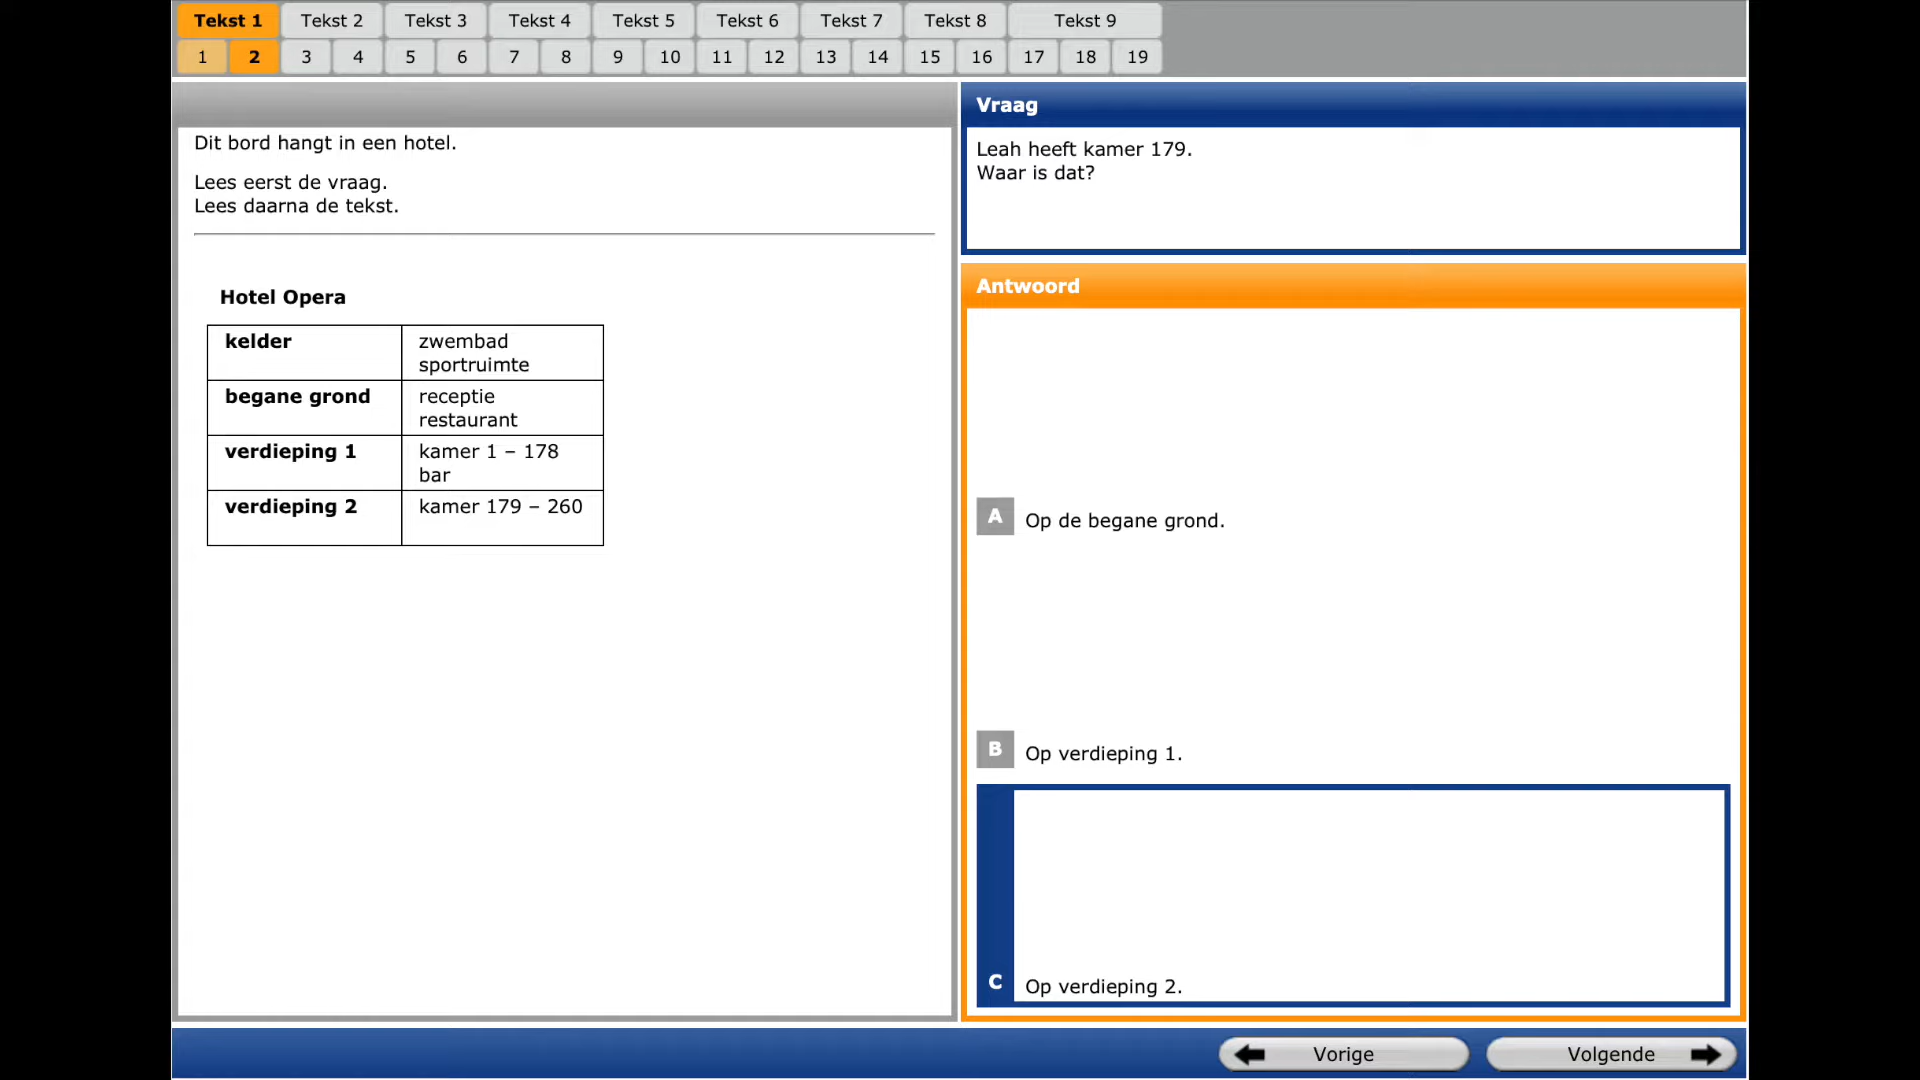 Tekst 1 Tekst 2 Tekst 3 Tekst 4 Tekst 5 Tekst 6 Tekst 7 Tekst 8 Tekst 9
1 2 3 4 5 6 7 8 9 10 11 12 13 14 15 16 17 18 19
Dit bord hangt in een hotel.
Lees eerst de vraag.
Lees daarna de tekst.
Hotel Opera
kelder zwembad
sportruimte
begane grond receptie
restaurant
verdieping 1 kamer 1 – 178
bar
verdieping 2 kamer 179 – 260
Vraag
Leah heeft kamer 179.
Waar is dat?
Antwoord
A Op de begane grond.
B Op verdieping 1.
C Op verdieping 2.
Vorige Volgende